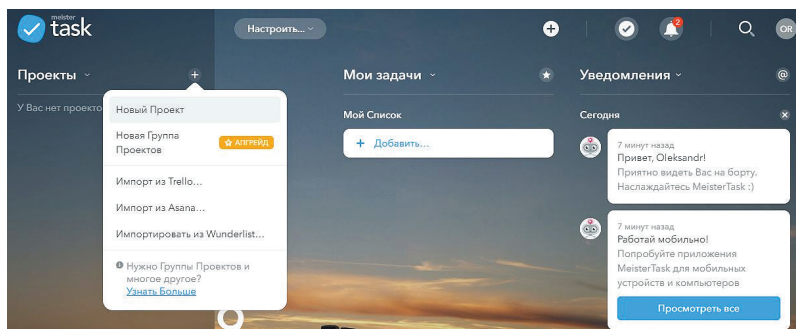 meister
task
Настроить...
2
OR
Проекты
Мои задачи
Уведомления
@
У Вас нет проекто
Новый Проект
Новая Группа
Проектов
АПГРЕЙД
Импорт из Trello...
Импорт из Asana...
Импортировать из Wunderlist...
Нужно Группы Проектов и
многое другое?
Узнать Больше
Мой Список
+ Добавить...
Сегодня
7 минут назад
Привет, Oleksandr!
Приятно видеть Вас на борту.
Наслаждайтесь MeisterTask :)
7 минут назад
Работай мобильно!
Попробуйте приложения
MeisterTask для мобильных
устройств и компьютеров
Просмотреть все